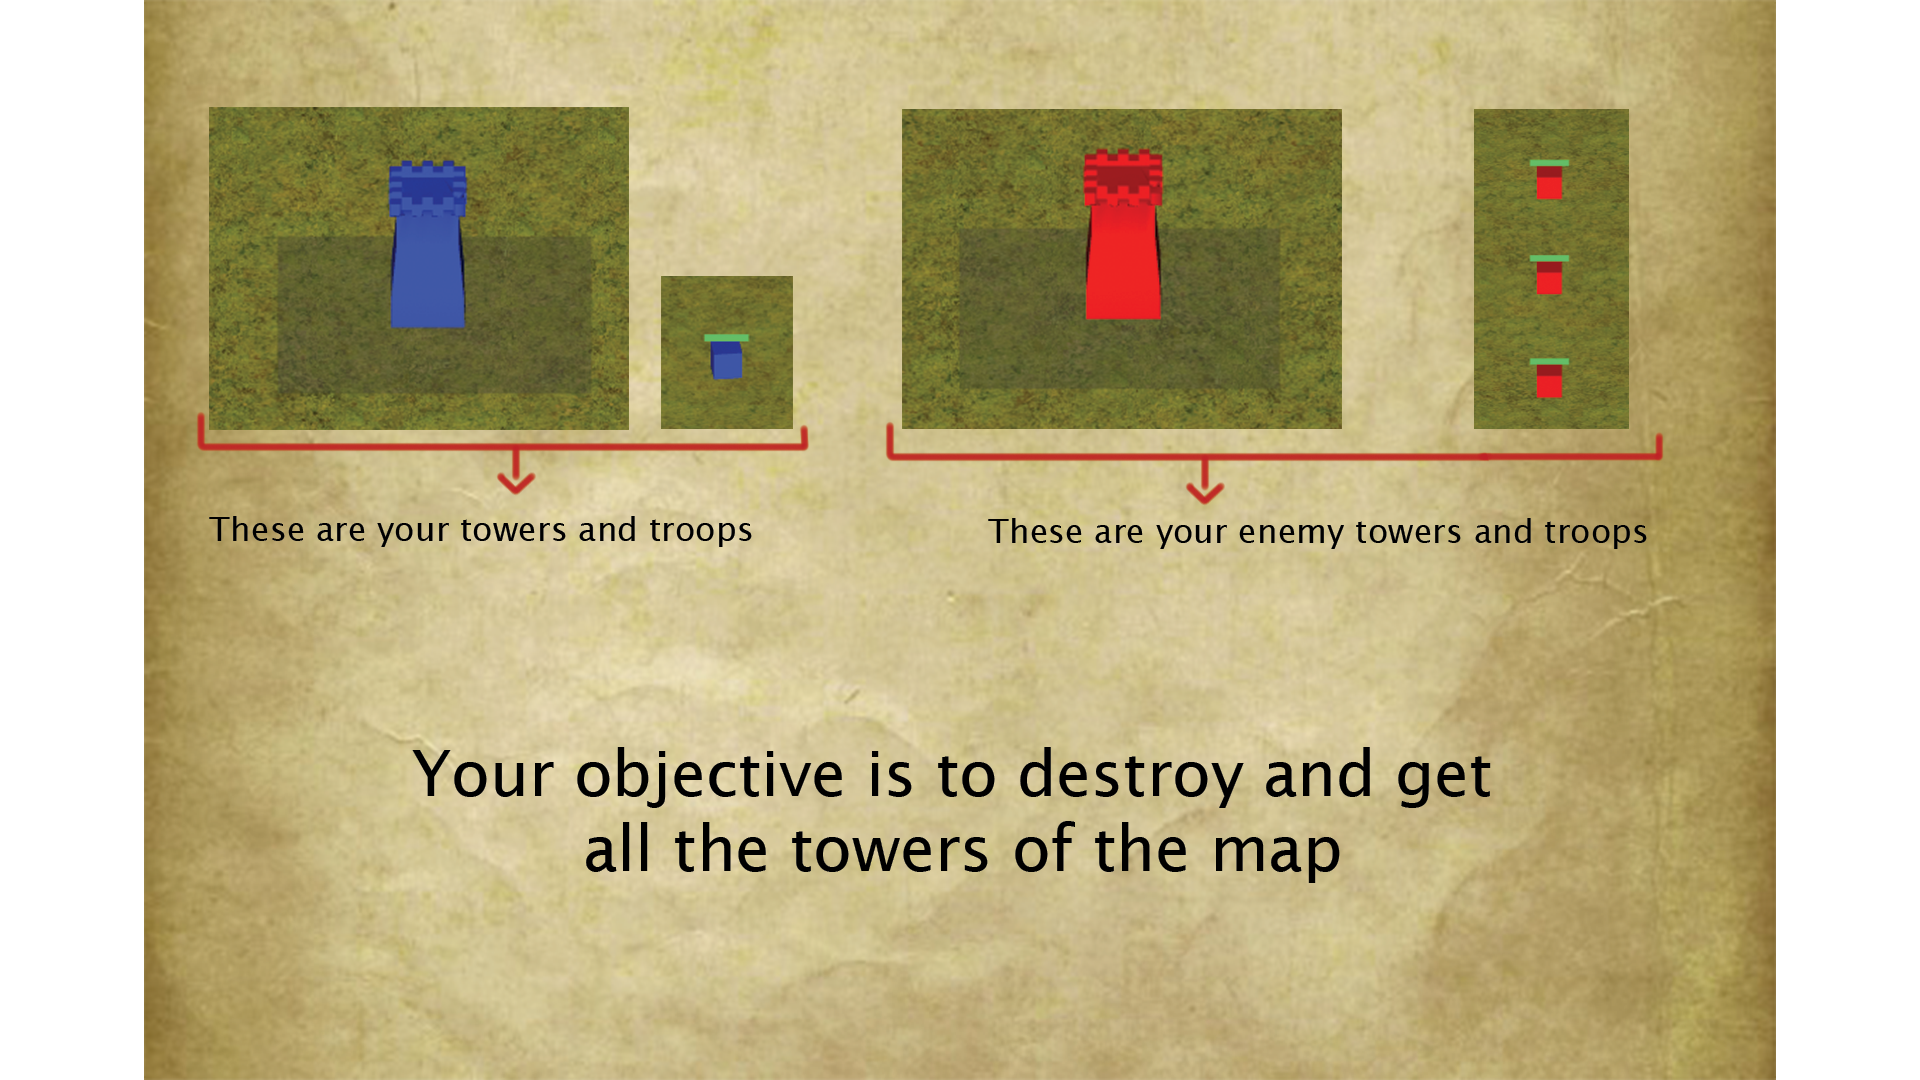 These are your towers and troops
These are your enemy towers and troops
Your objective is to destroy and get
all the towers of the map